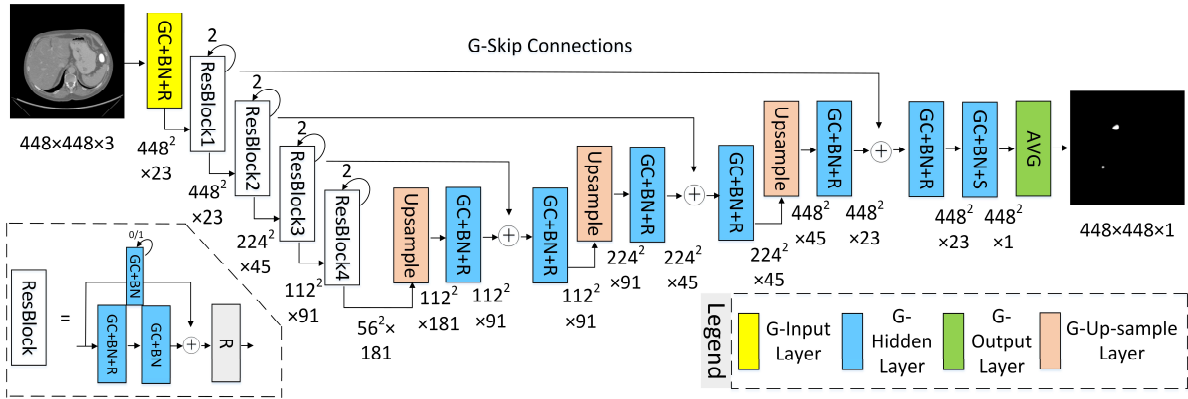 G-Skip Connections
GC+BN+R
2
ResBlock1
2
ResBlock2
2
ResBlock3
2
ResBlock4
Upsample
GC+BN+R
+
GC+BN+R
Upsample
GC+BN+R
+
GC+BN+R
Upsample
GC+BN+R
+
GC+BN+R
GC+BN+S
AVG
448×448×3
448²
×23
448²
×23
224²
×45
112²
×91
56²×
181
112²
×181
112²
×91
112²
×91
224²
×91
224²
×45
224²
×45
448²
×45
448²
×23
448²
×23
448²
×1
448×448×1
ResBlock
=
0/1
GC+BN
GC+BN+R
GC+BN
+
R
Legend
G-Input
Layer
G-
Hidden
Layer
G-
Output
Layer
G-Up-sample
Layer